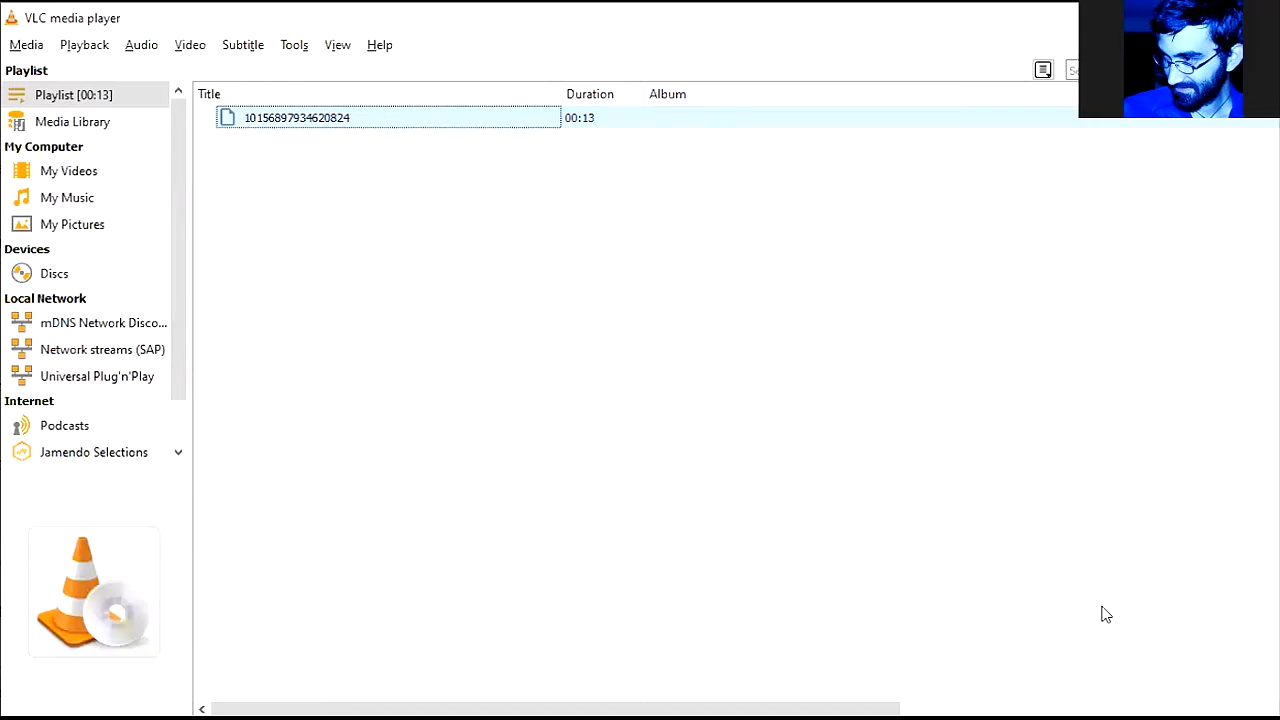 VLC media player
Media Playback Audio Video Subtitle Tools View Help
Playlist
Playlist [00:13]
Media Library
My Computer
My Videos
My Music
My Pictures
Devices
Discs
Local Network
mDNS Network Disco...
Network streams (SAP)
Universal Plug'n'Play
Internet
Podcasts
Jamendo Selections
Title Duration Album
10156897934620824 00:13